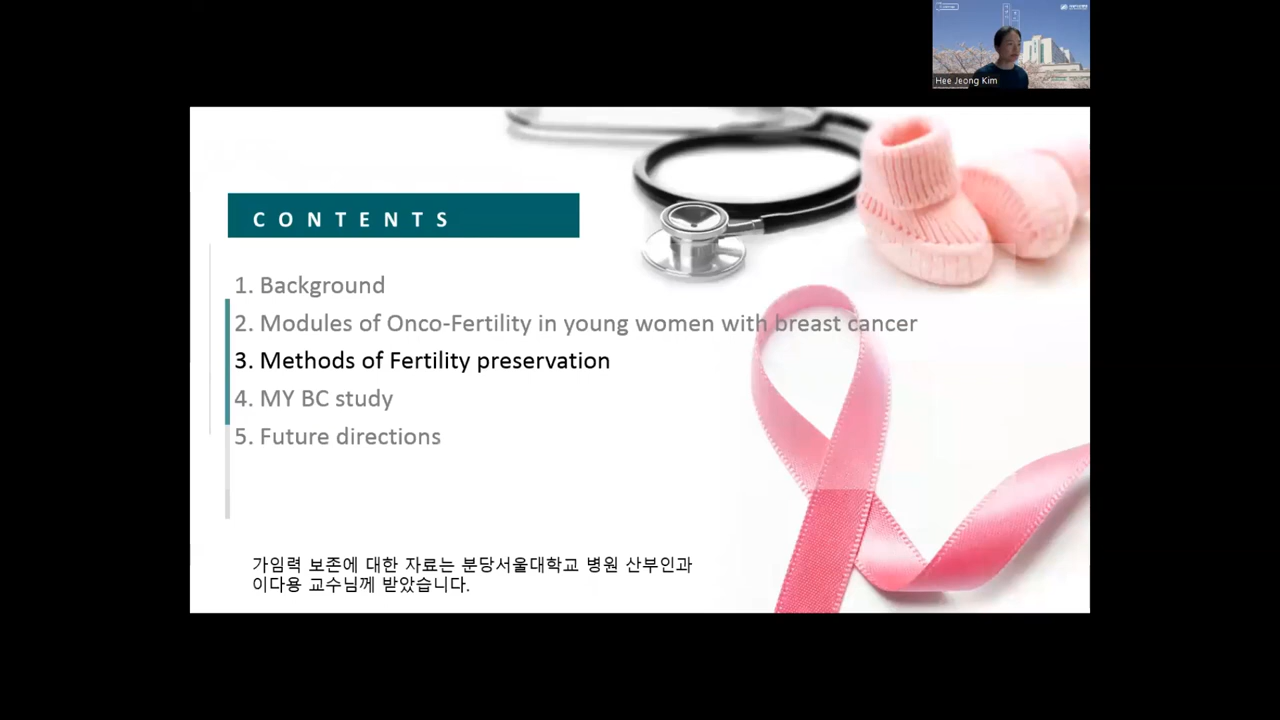 Hee Jeong Kim
CONTENTS
1. Background
2. Modules of Onco-Fertility in young women with breast cancer
3. Methods of Fertility preservation
4. MY BC study
5. Future directions
가임력 보존에 대한 자료는 분당서울대학교 병원 산부인과
이다용 교수님께 받았습니다.